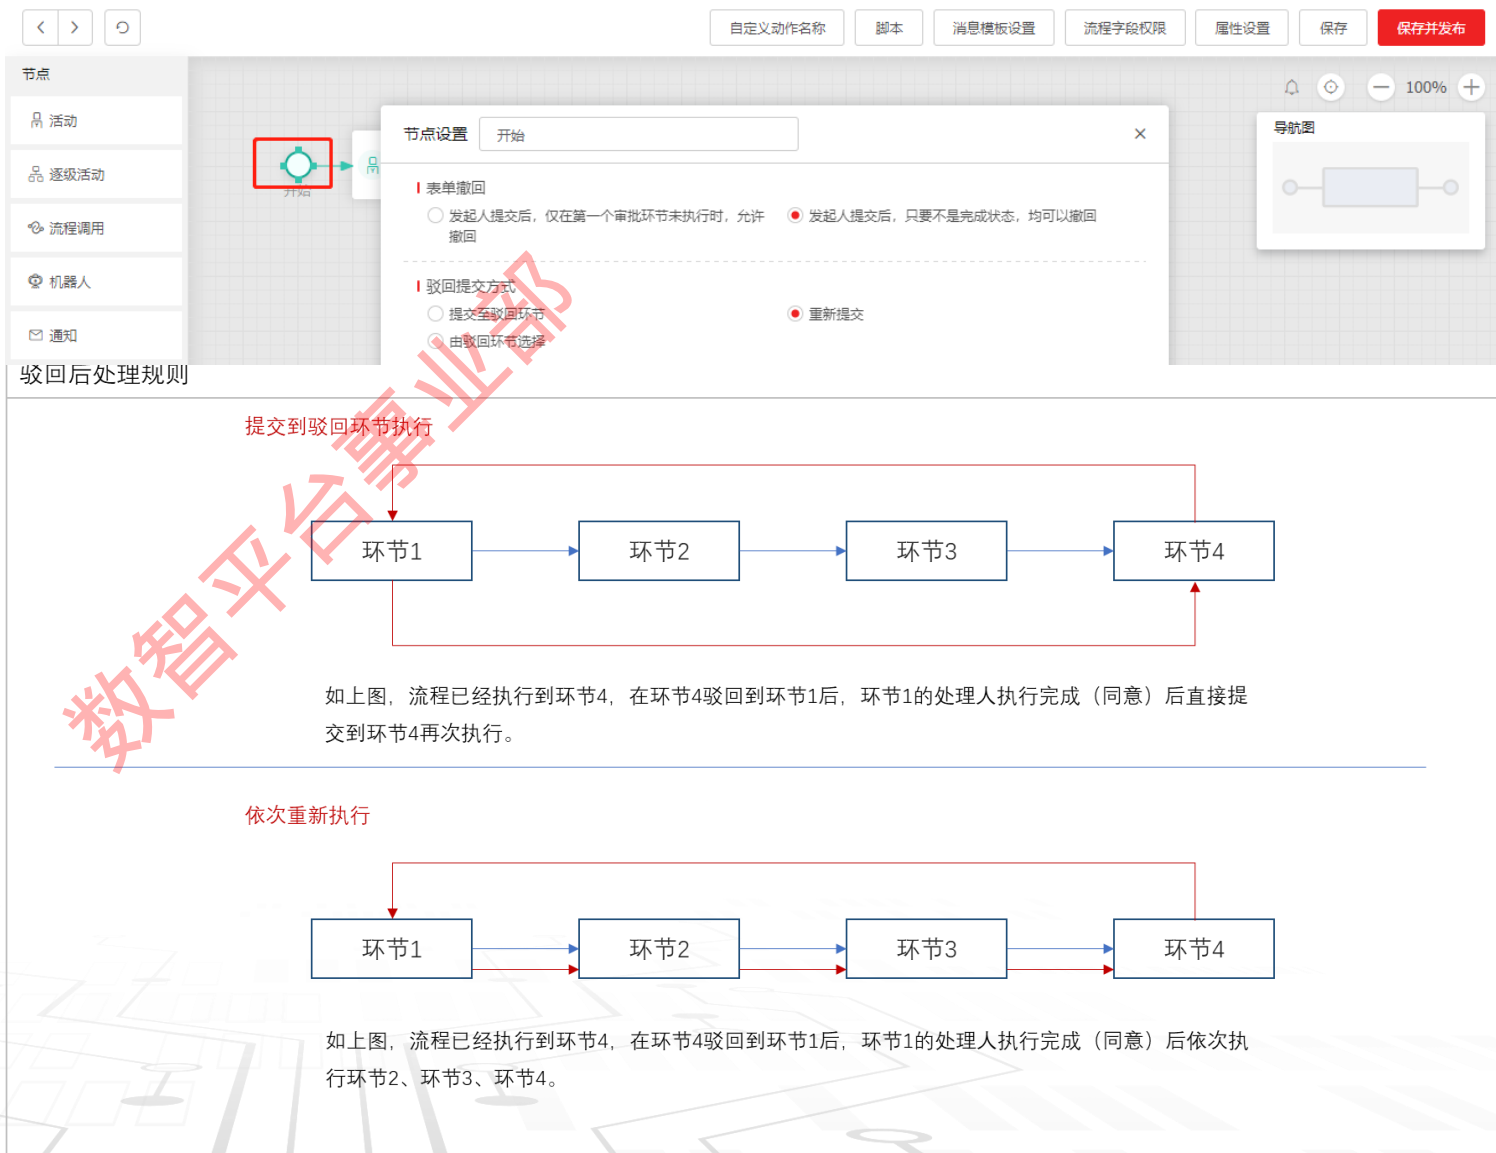 自定义动作名称 脚本 消息模板设置 流程字段权限 属性设置 保存 保存并发布
节点
100%
活动
导航图
节点设置 开始
逐级活动
开始
表单撤回
发起人提交后，仅在第一个审批环节未执行时，允许撤回
发起人提交后，只要不是完成状态，均可以撤回
流程调用
机器人
驳回提交方式
提交至驳回环节 重新提交
通知
由驳回环节选择
驳回后处理规则
提交到驳回环节执行
环节1 环节2 环节3 环节4
如上图，流程已经执行到环节4，在环节4驳回到环节1后，环节1的处理人执行完成（同意）后直接提
交到环节4再次执行。
依次重新执行
环节1 环节2 环节3 环节4
如上图，流程已经执行到环节4，在环节4驳回到环节1后，环节1的处理人执行完成（同意）后依次执
行环节2、环节3、环节4。
数智平台事业部